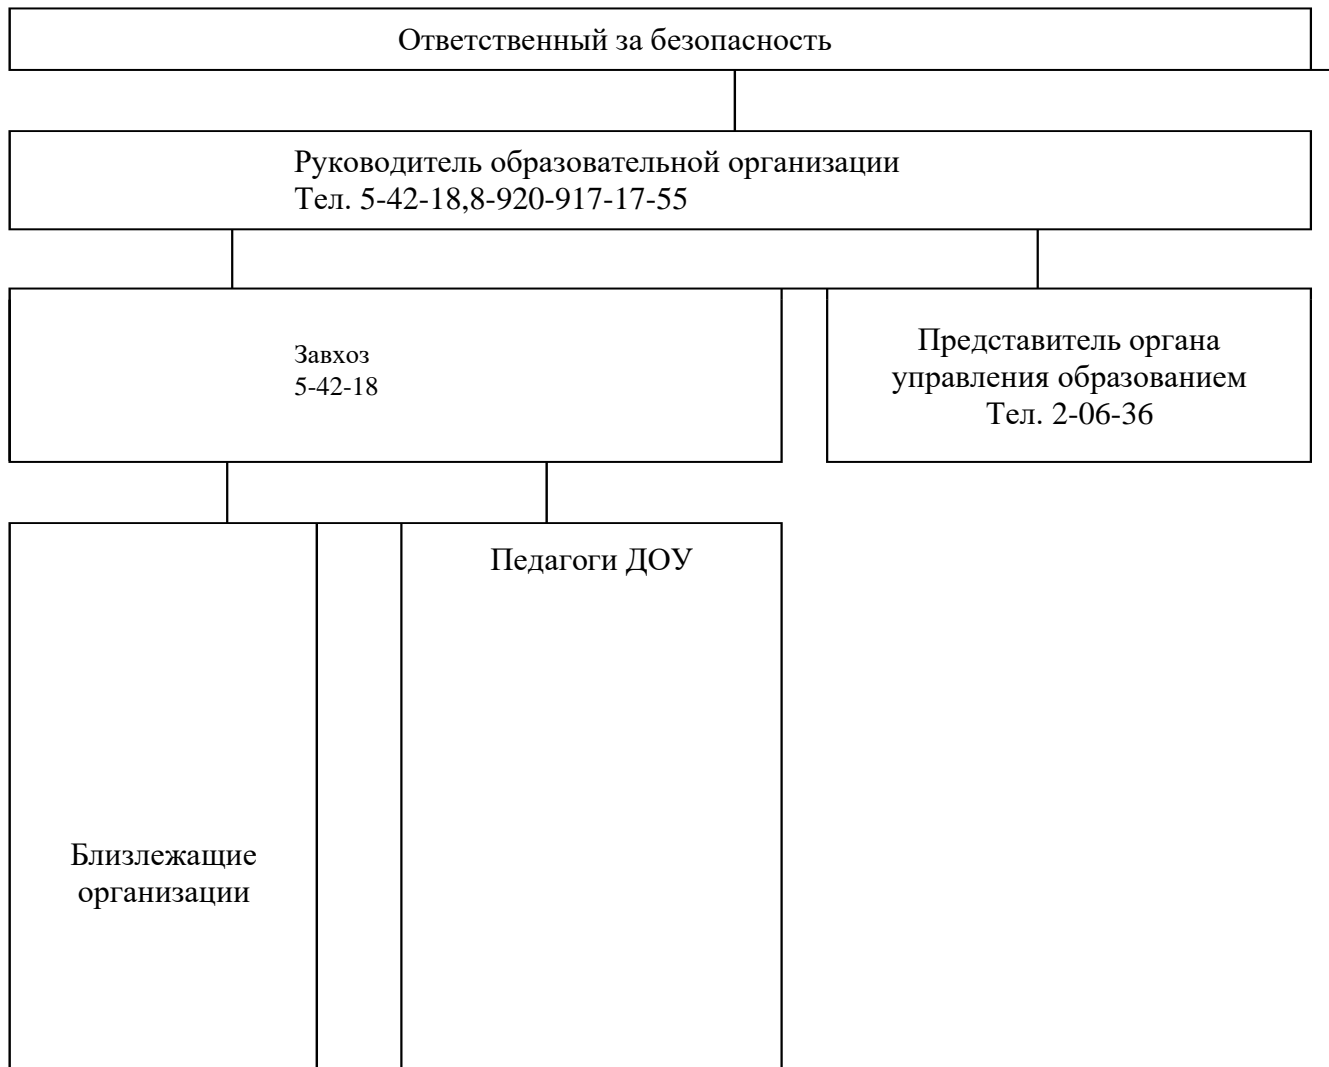 Ответственный за безопасность
Руководитель образовательной организации
Тел. 5-42-18,8-920-917-17-55
Завхоз
5-42-18
Представитель органа
управления образованием
Тел. 2-06-36
Педагоги ДОУ
Близлежащие
организации